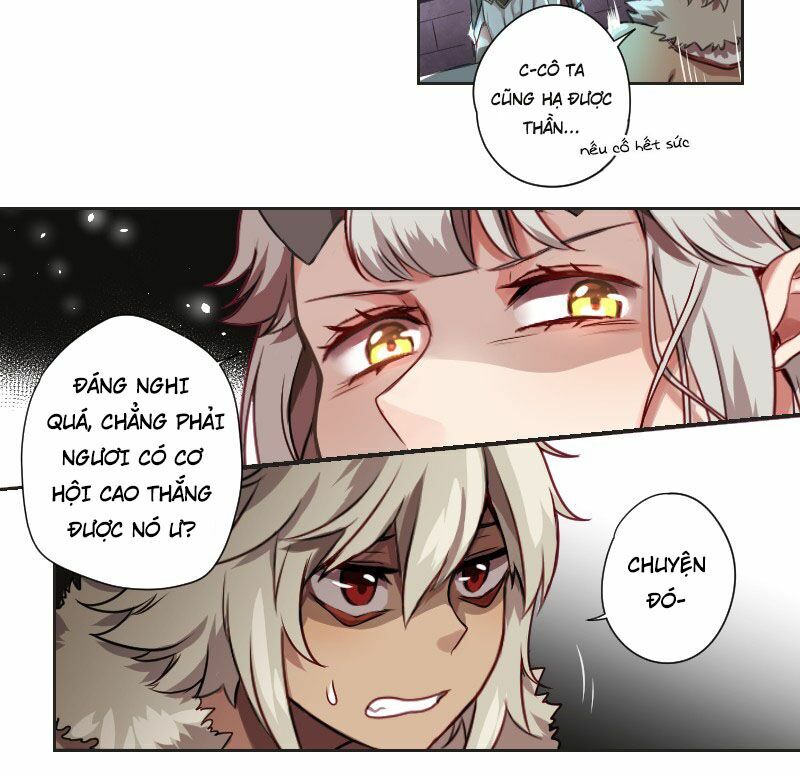 C-CÔ TA
CŨNG HẠ ĐƯỢC
THẦN...
nếu cố hết sức
ĐÁNG NGHI
QUÁ, CHẲNG PHẢI
NGƯƠI CÓ CƠ
HỘI CAO THẮNG
ĐƯỢC NÓ Ư?
CHUYỆN
ĐÓ-